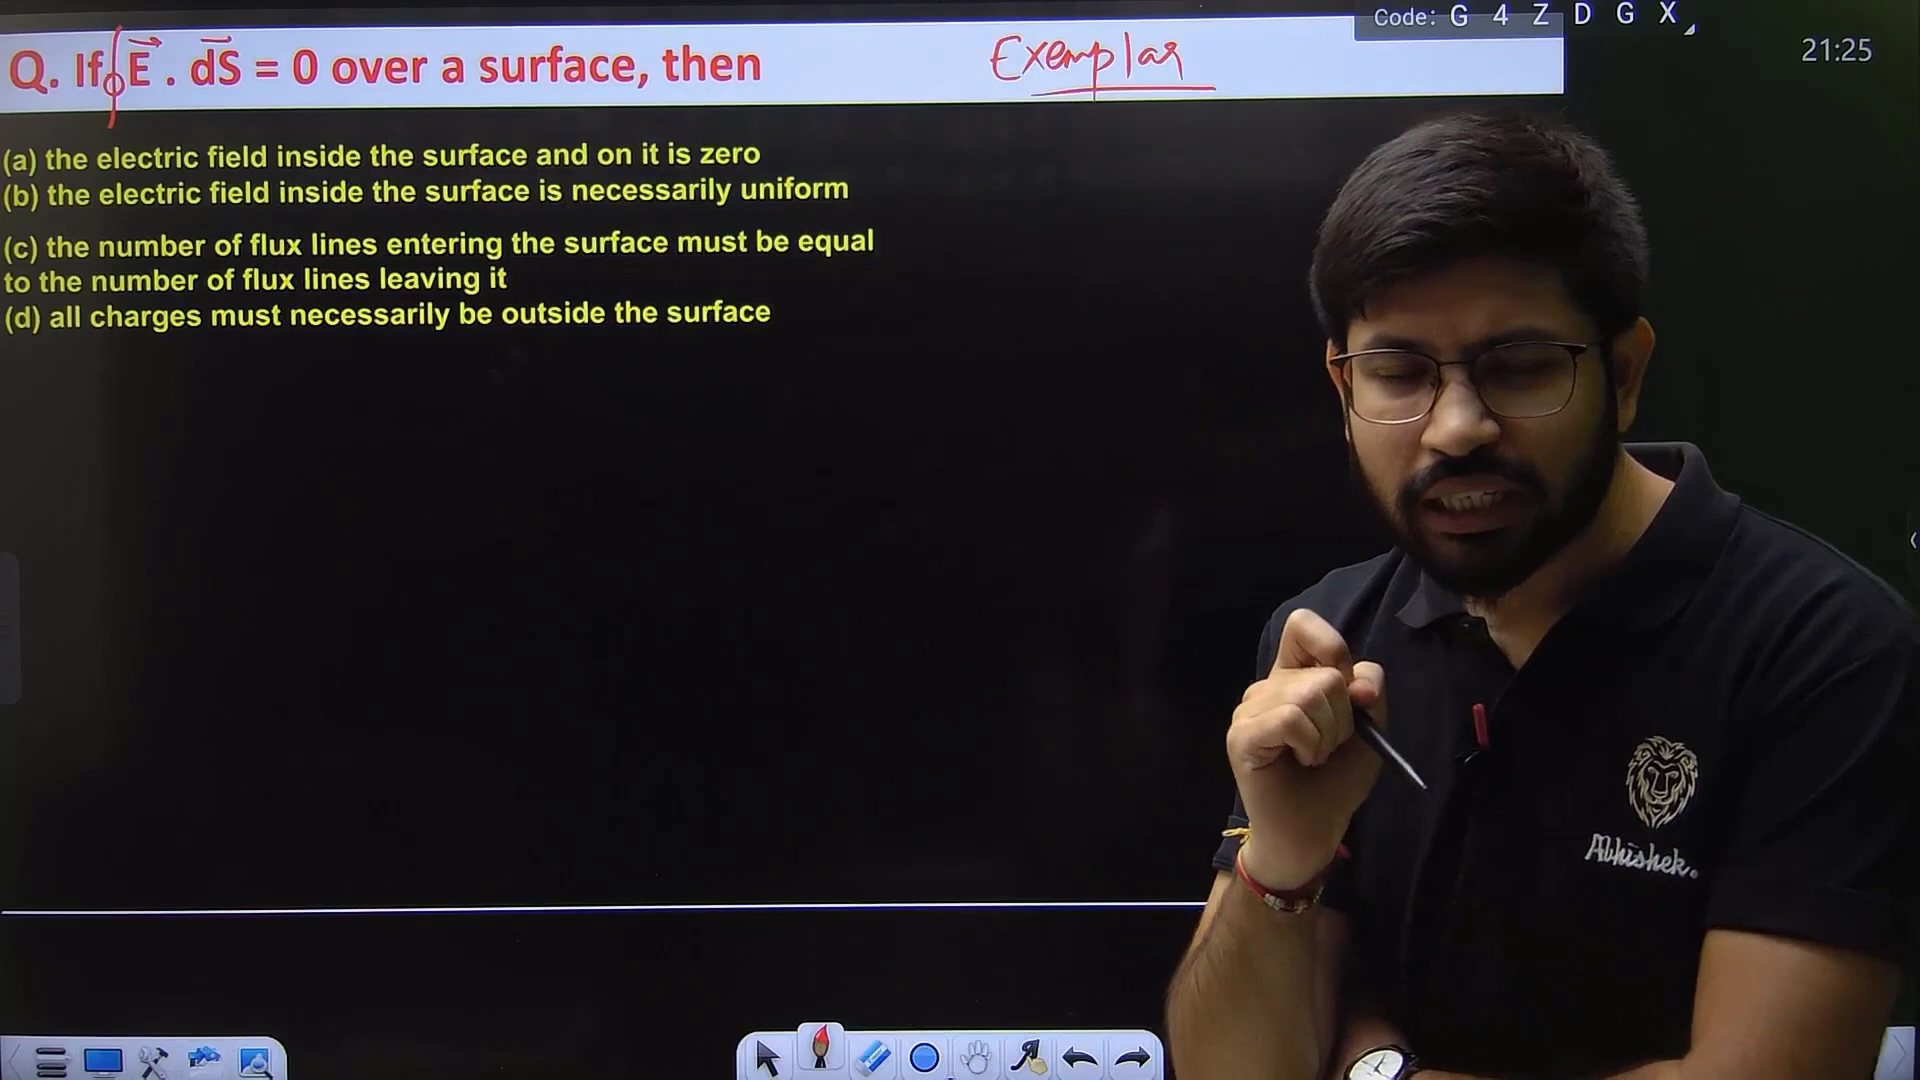 Code: G 4 Z D G X
21:25
Q. If ∮ E . dS = 0 over a surface, then
Exemplar
(a) the electric field inside the surface and on it is zero
(b) the electric field inside the surface is necessarily uniform
(c) the number of flux lines entering the surface must be equal
to the number of flux lines leaving it
(d) all charges must necessarily be outside the surface
Abhishek.